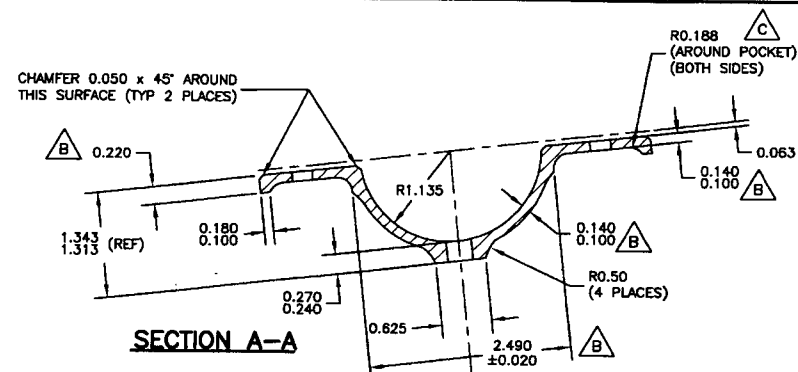 R0.188
(AROUND POCKET)
(BOTH SIDES)
C
CHAMFER 0.050 x 45° AROUND
THIS SURFACE (TYP 2 PLACES)
B 0.220
R1.135
0.063
0.140
0.100
B
0.180
0.100
0.140
0.100
B
1.343
1.313 (REF)
R0.50
(4 PLACES)
0.270
0.240
0.625
2.490
±0.020
B
SECTION A-A